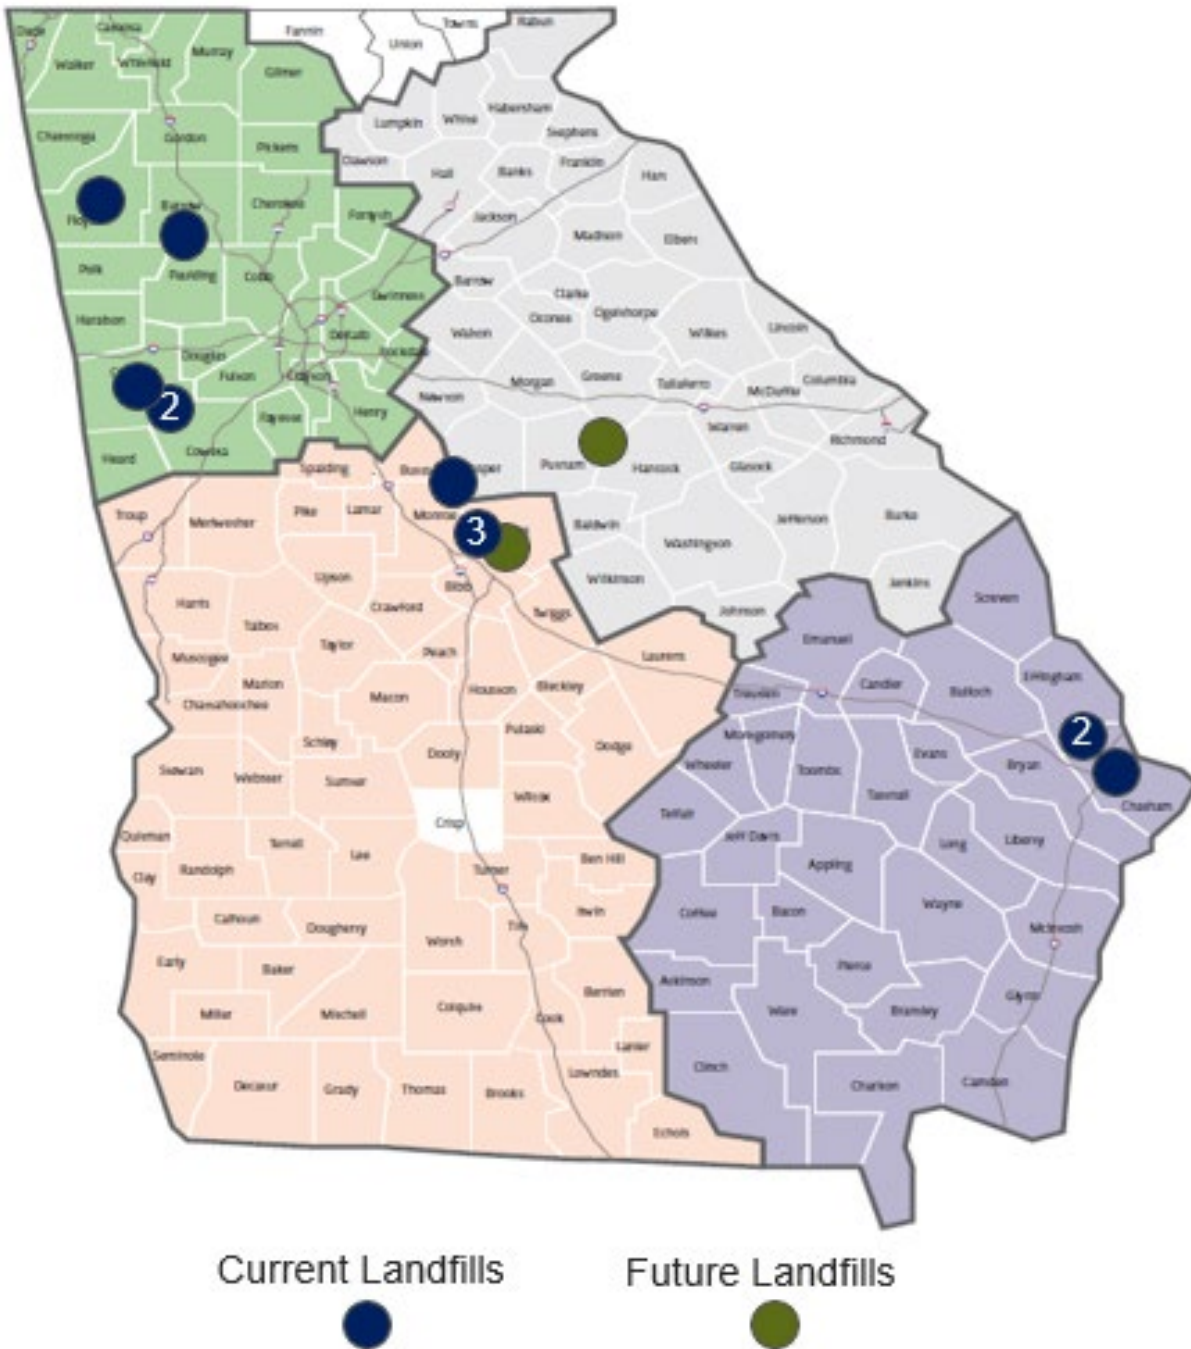 Dade
Catoosa
Fannin
Towns
Rabun
Union
Walker
Whitfield
Murray
Gilmer
Lumpkin
White
Habersham
Stephens
Chattooga
Gordon
Pickens
Dawson
Hall
Banks
Franklin
Hart
Cherokee
Forsyth
Jackson
Madison
Elbert
Polk
Paulding
Cobb
Gwinnett
Barrow
Clarke
Oconee
Oglethorpe
Wilkes
Lincoln
Haralson
Douglas
Fulton
DeKalb
Rockdale
Walton
Morgan
Greene
Taliaferro
McDuffie
Columbia
2
Clayton
Fayette
Henry
Newton
Warren
Richmond
Heard
Coweta
Spalding
Putnam
Hancock
Glascock
Troup
Meriwether
Pike
Lamar
Monroe
3
Baldwin
Washington
Jefferson
Burke
Upson
Crawford
Bibb
Twiggs
Wilkinson
Johnson
Jenkins
Screven
Harris
Talbot
Taylor
Peach
Laurens
Emanuel
Muscogee
Marion
Macon
Houston
Bleckley
Treutlen
Candler
Bulloch
Effingham
Chattahoochee
Schley
Dooly
Pulaski
Dodge
Montgomery
Wheeler
Toombs
Evans
Bryan
2
Stewart
Webster
Sumter
Wilcox
Tattnall
Chatham
Crisp
Telfair
Jeff Davis
Appling
Long
Liberty
Quitman
Randolph
Terrell
Lee
Turner
Ben Hill
Clay
Calhoun
Dougherty
Worth
Tift
Irwin
Coffee
Bacon
Wayne
McIntosh
Early
Baker
Miller
Mitchell
Colquitt
Cook
Berrien
Atkinson
Ware
Pierce
Brantley
Glynn
Seminole
Decatur
Grady
Thomas
Brooks
Lowndes
Lanier
Clinch
Charlton
Camden
Echols
Current Landfills
Future Landfills